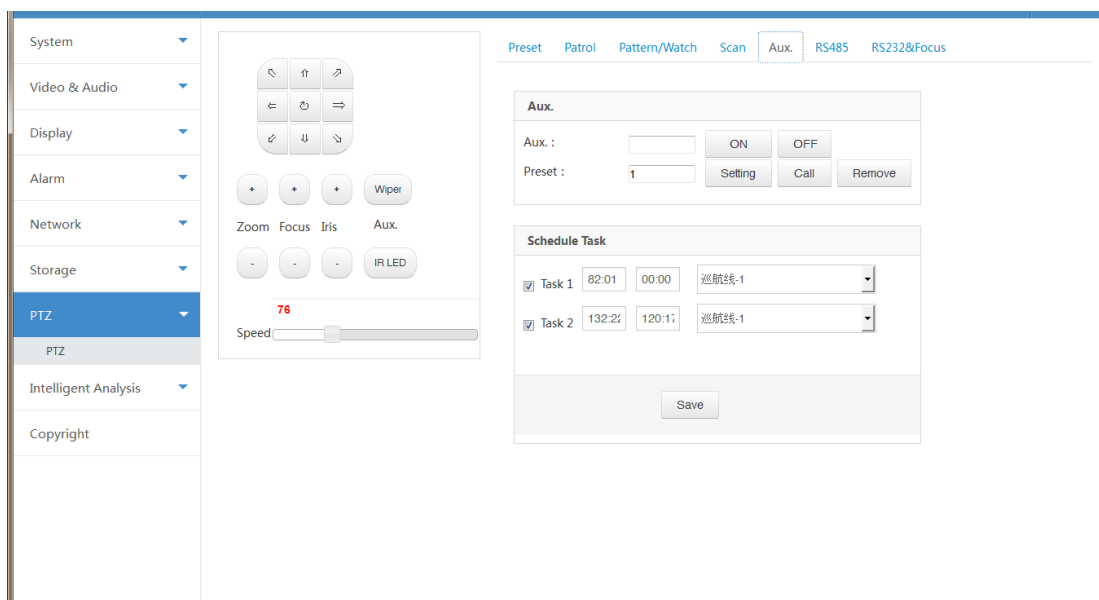 System
Video & Audio
Display
Alarm
Network
Storage
PTZ
PTZ
Intelligent Analysis
Copyright
+ + + Wiper
Zoom Focus Iris Aux.
- - - IR LED
76
Speed
Preset Patrol Pattern/Watch Scan Aux. RS485 RS232&Focus
Aux.
Aux. : ON OFF
Preset : 1 Setting Call Remove
Schedule Task
Task 1 82:01 00:00 巡航线-1
Task 2 132:22 120:17 巡航线-1
Save